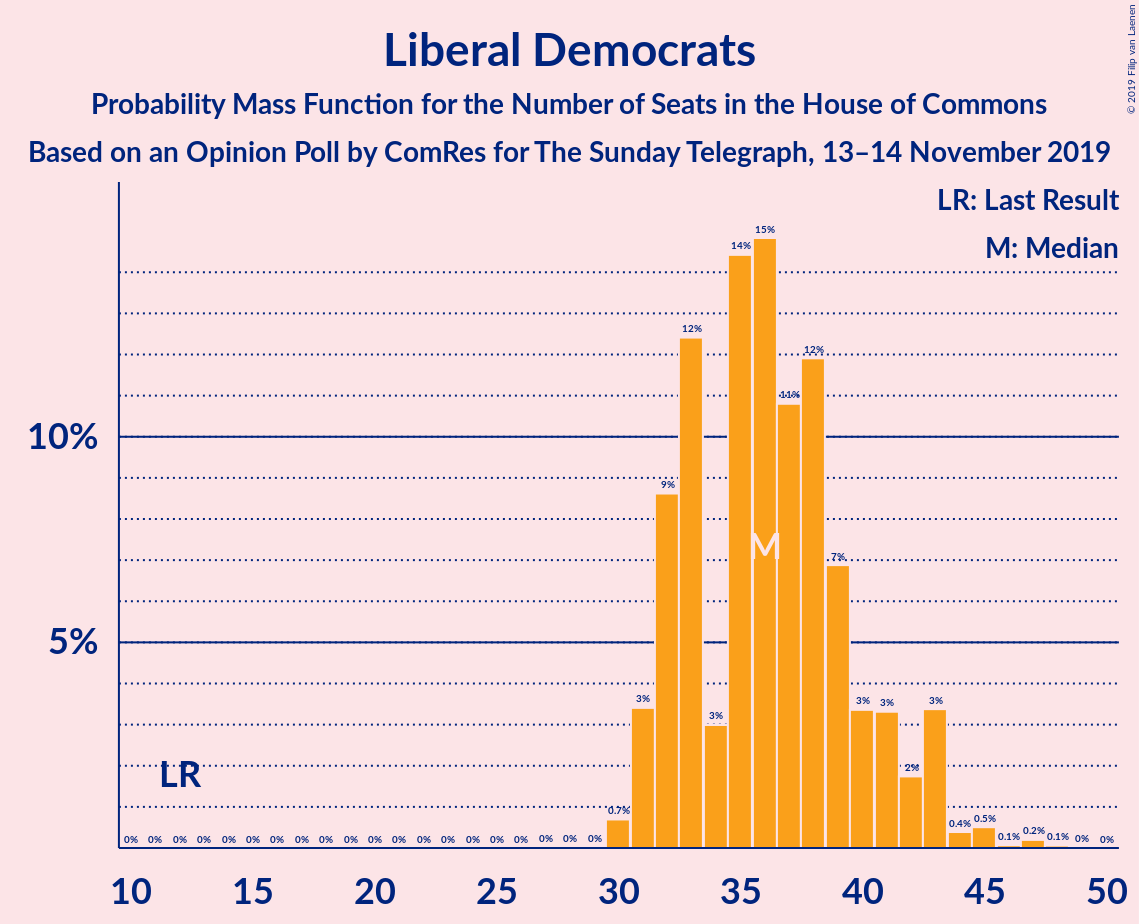 Liberal Democrats
Probability Mass Function for the Number of Seats in the House of Commons
Based on an Opinion Poll by ComRes for The Sunday Telegraph, 13–14 November 2019
© 2019 Filip van Laenen
LR: Last Result
M: Median
10%
5%
LR
M
0% 0% 0% 0% 0% 0% 0% 0% 0% 0% 0% 0% 0% 0% 0% 0% 0% 0% 0% 0% 0.7% 3% 9% 12% 3% 14% 15% 11% 12% 7% 3% 3% 2% 3% 0.4% 0.5% 0.1% 0.2% 0.1% 0% 0%
10 15 20 25 30 35 40 45 50